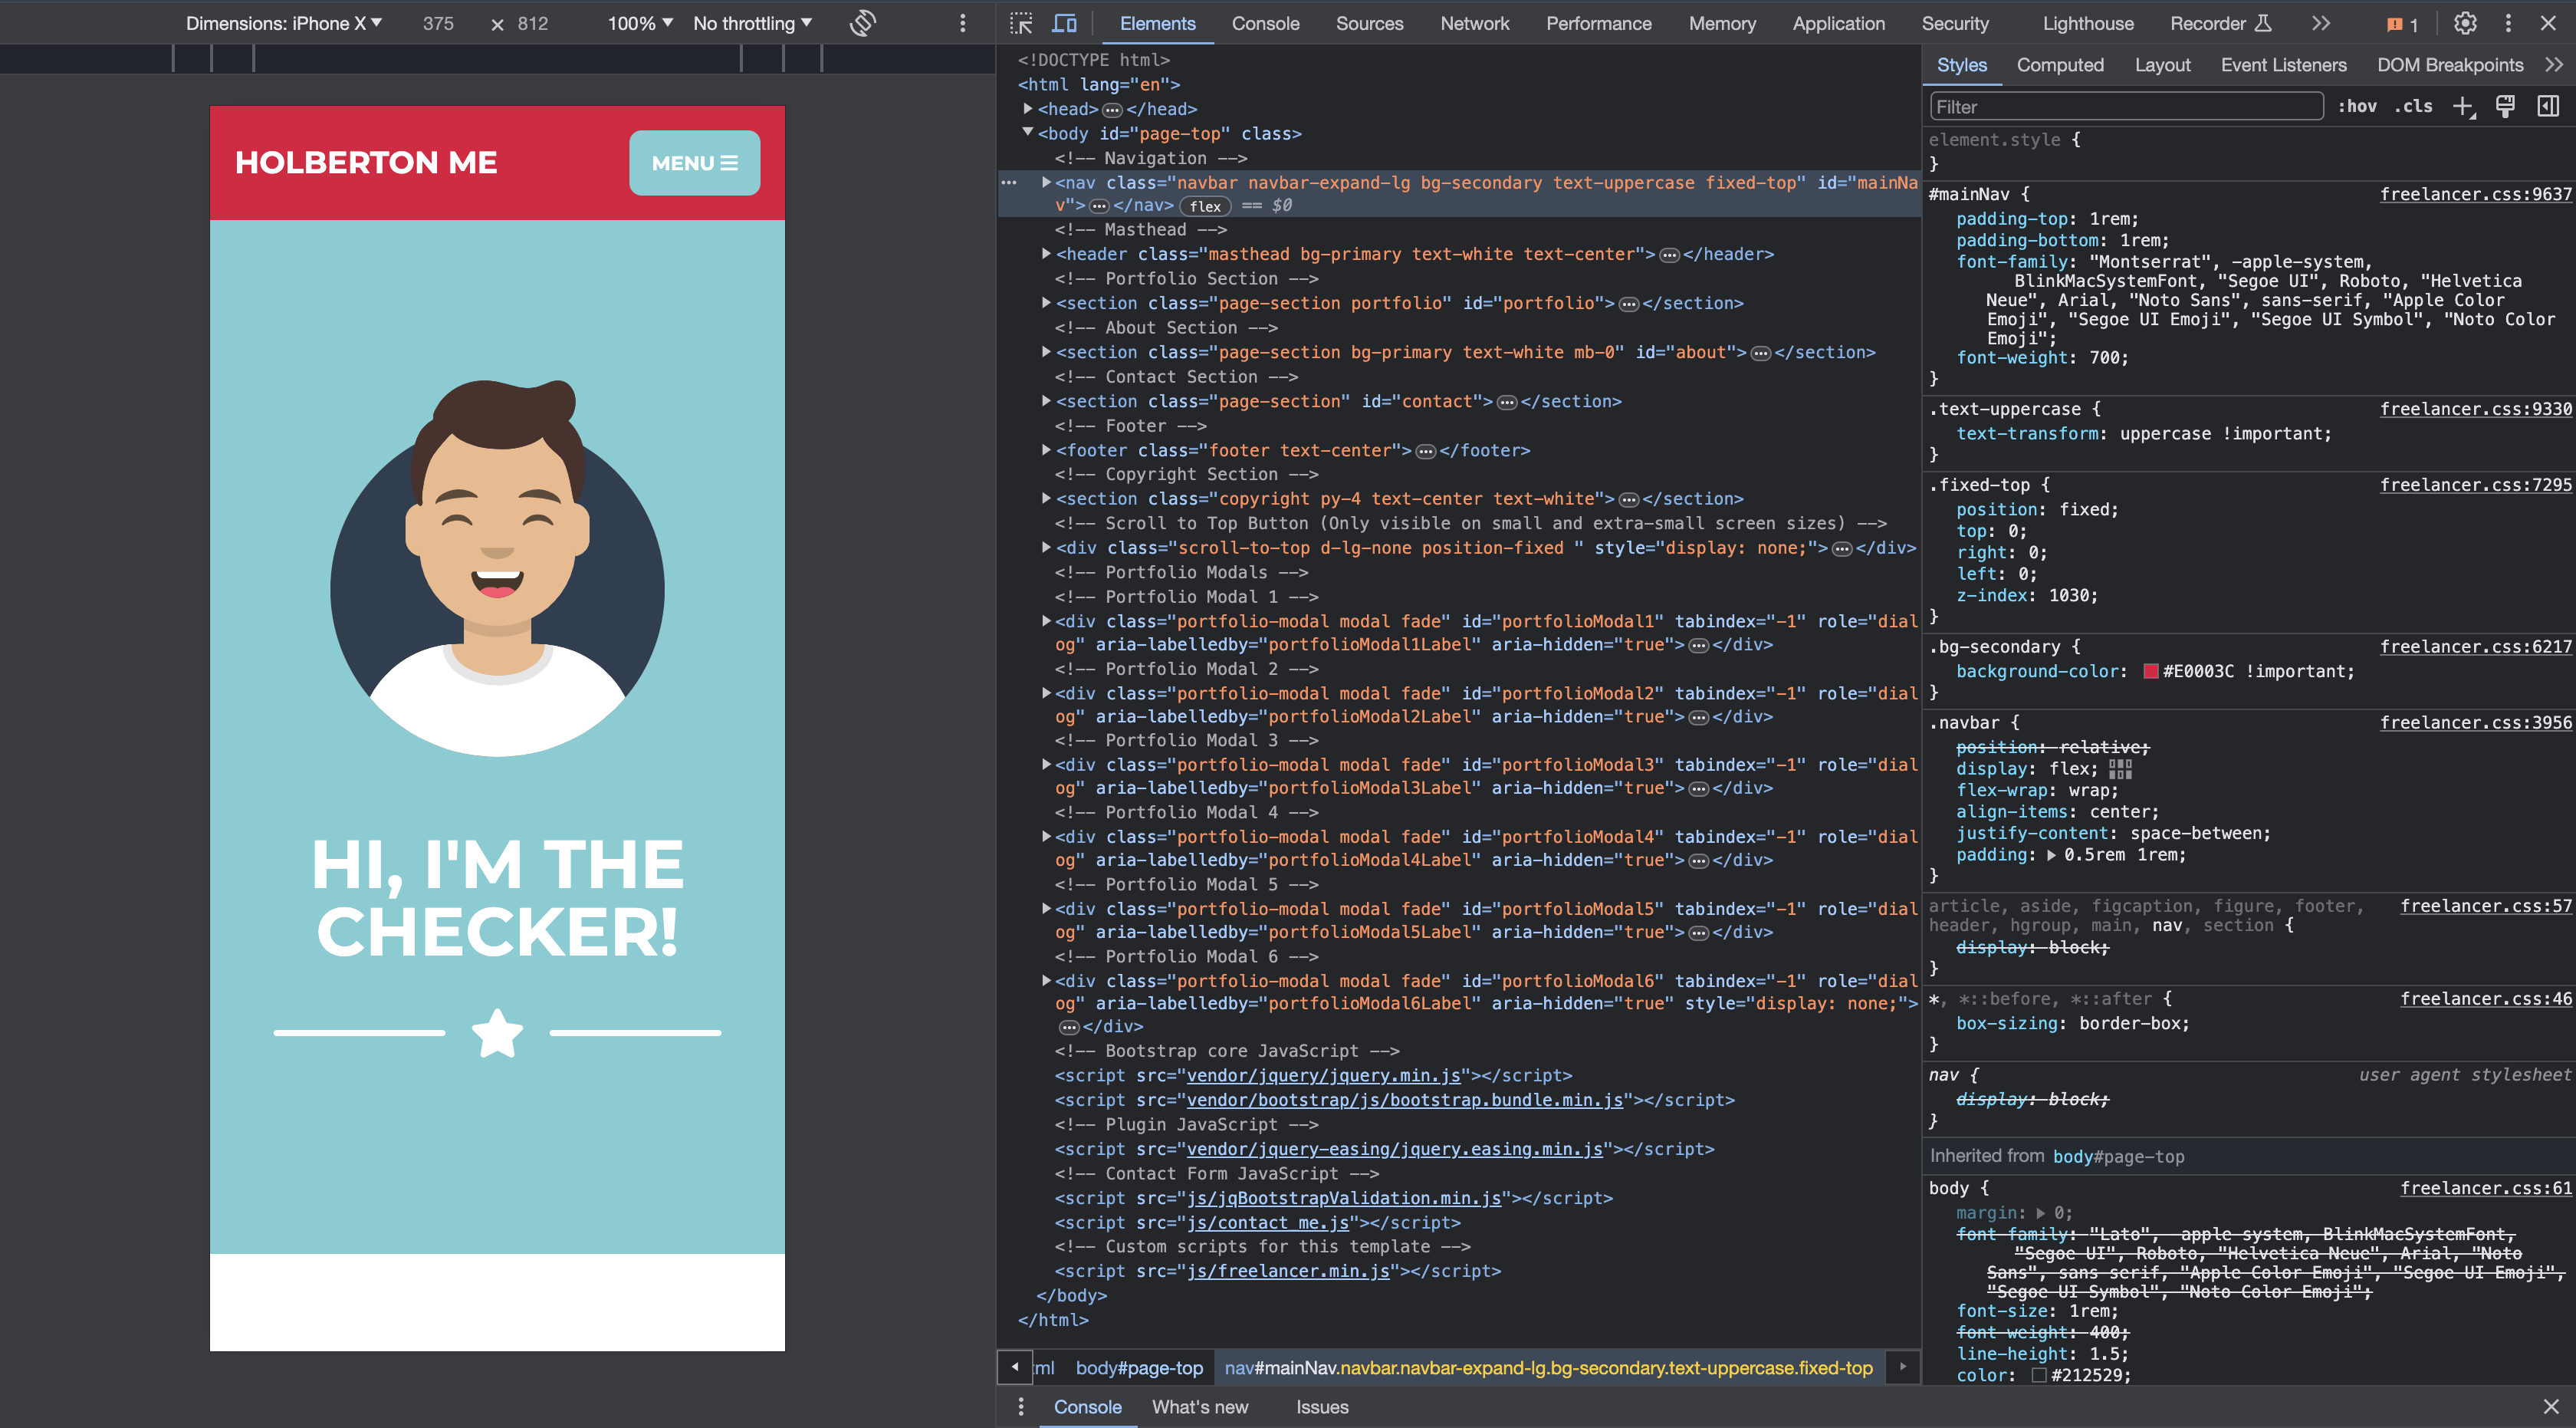 Dimensions: iPhone X ▼ 375 × 812 100% ▼ No throttling ▼
HOLBERTON ME
MENU
HI, I'M THE
CHECKER!
Elements Console Sources Network Performance Memory Application Security Lighthouse Recorder 1
<!DOCTYPE html>
<html lang="en">
<head>…</head>
<body id="page-top" class>
<!-- Navigation -->
<nav class="navbar navbar-expand-lg bg-secondary text-uppercase fixed-top" id="mainNa
v">…</nav> flex == $0
<!-- Masthead -->
<header class="masthead bg-primary text-white text-center">…</header>
<!-- Portfolio Section -->
<section class="page-section portfolio" id="portfolio">…</section>
<!-- About Section -->
<section class="page-section bg-primary text-white mb-0" id="about">…</section>
<!-- Contact Section -->
<section class="page-section" id="contact">…</section>
<!-- Footer -->
<footer class="footer text-center">…</footer>
<!-- Copyright Section -->
<section class="copyright py-4 text-center text-white">…</section>
<!-- Scroll to Top Button (Only visible on small and extra-small screen sizes) -->
<div class="scroll-to-top d-lg-none position-fixed " style="display: none;">…</div>
<!-- Portfolio Modals -->
<!-- Portfolio Modal 1 -->
<div class="portfolio-modal modal fade" id="portfolioModal1" tabindex="-1" role="dial
og" aria-labelledby="portfolioModal1Label" aria-hidden="true">…</div>
<!-- Portfolio Modal 2 -->
<div class="portfolio-modal modal fade" id="portfolioModal2" tabindex="-1" role="dial
og" aria-labelledby="portfolioModal2Label" aria-hidden="true">…</div>
<!-- Portfolio Modal 3 -->
<div class="portfolio-modal modal fade" id="portfolioModal3" tabindex="-1" role="dial
og" aria-labelledby="portfolioModal3Label" aria-hidden="true">…</div>
<!-- Portfolio Modal 4 -->
<div class="portfolio-modal modal fade" id="portfolioModal4" tabindex="-1" role="dial
og" aria-labelledby="portfolioModal4Label" aria-hidden="true">…</div>
<!-- Portfolio Modal 5 -->
<div class="portfolio-modal modal fade" id="portfolioModal5" tabindex="-1" role="dial
og" aria-labelledby="portfolioModal5Label" aria-hidden="true">…</div>
<!-- Portfolio Modal 6 -->
<div class="portfolio-modal modal fade" id="portfolioModal6" tabindex="-1" role="dial
og" aria-labelledby="portfolioModal6Label" aria-hidden="true" style="display: none;">
…</div>
<!-- Bootstrap core JavaScript -->
<script src="vendor/jquery/jquery.min.js"></script>
<script src="vendor/bootstrap/js/bootstrap.bundle.min.js"></script>
<!-- Plugin JavaScript -->
<script src="vendor/jquery-easing/jquery.easing.min.js"></script>
<!-- Contact Form JavaScript -->
<script src="js/jqBootstrapValidation.min.js"></script>
<script src="js/contact_me.js"></script>
<!-- Custom scripts for this template -->
<script src="js/freelancer.min.js"></script>
</body>
</html>
ml body#page-top nav#mainNav.navbar.navbar-expand-lg.bg-secondary.text-uppercase.fixed-top
Console What's new Issues
Styles Computed Layout Event Listeners DOM Breakpoints
Filter :hov .cls
element.style {
}
#mainNav { freelancer.css:9637
padding-top: 1rem;
padding-bottom: 1rem;
font-family: "Montserrat", -apple-system,
BlinkMacSystemFont, "Segoe UI", Roboto, "Helvetica
Neue", Arial, "Noto Sans", sans-serif, "Apple Color
Emoji", "Segoe UI Emoji", "Segoe UI Symbol", "Noto Color
Emoji";
font-weight: 700;
}
.text-uppercase { freelancer.css:9330
text-transform: uppercase !important;
}
.fixed-top { freelancer.css:7295
position: fixed;
top: 0;
right: 0;
left: 0;
z-index: 1030;
}
.bg-secondary { freelancer.css:6217
background-color: #E0003C !important;
}
.navbar { freelancer.css:3956
position: relative;
display: flex;
flex-wrap: wrap;
align-items: center;
justify-content: space-between;
padding: 0.5rem 1rem;
}
article, aside, figcaption, figure, footer, freelancer.css:57
header, hgroup, main, nav, section {
display: block;
}
*, *::before, *::after { freelancer.css:46
box-sizing: border-box;
}
nav { user agent stylesheet
display: block;
}
Inherited from body#page-top
body { freelancer.css:61
margin: 0;
font-family: "Lato", -apple-system, BlinkMacSystemFont,
"Segoe UI", Roboto, "Helvetica Neue", Arial, "Noto
Sans", sans-serif, "Apple Color Emoji", "Segoe UI Emoji",
"Segoe UI Symbol", "Noto Color Emoji";
font-size: 1rem;
font-weight: 400;
line-height: 1.5;
color: #212529;